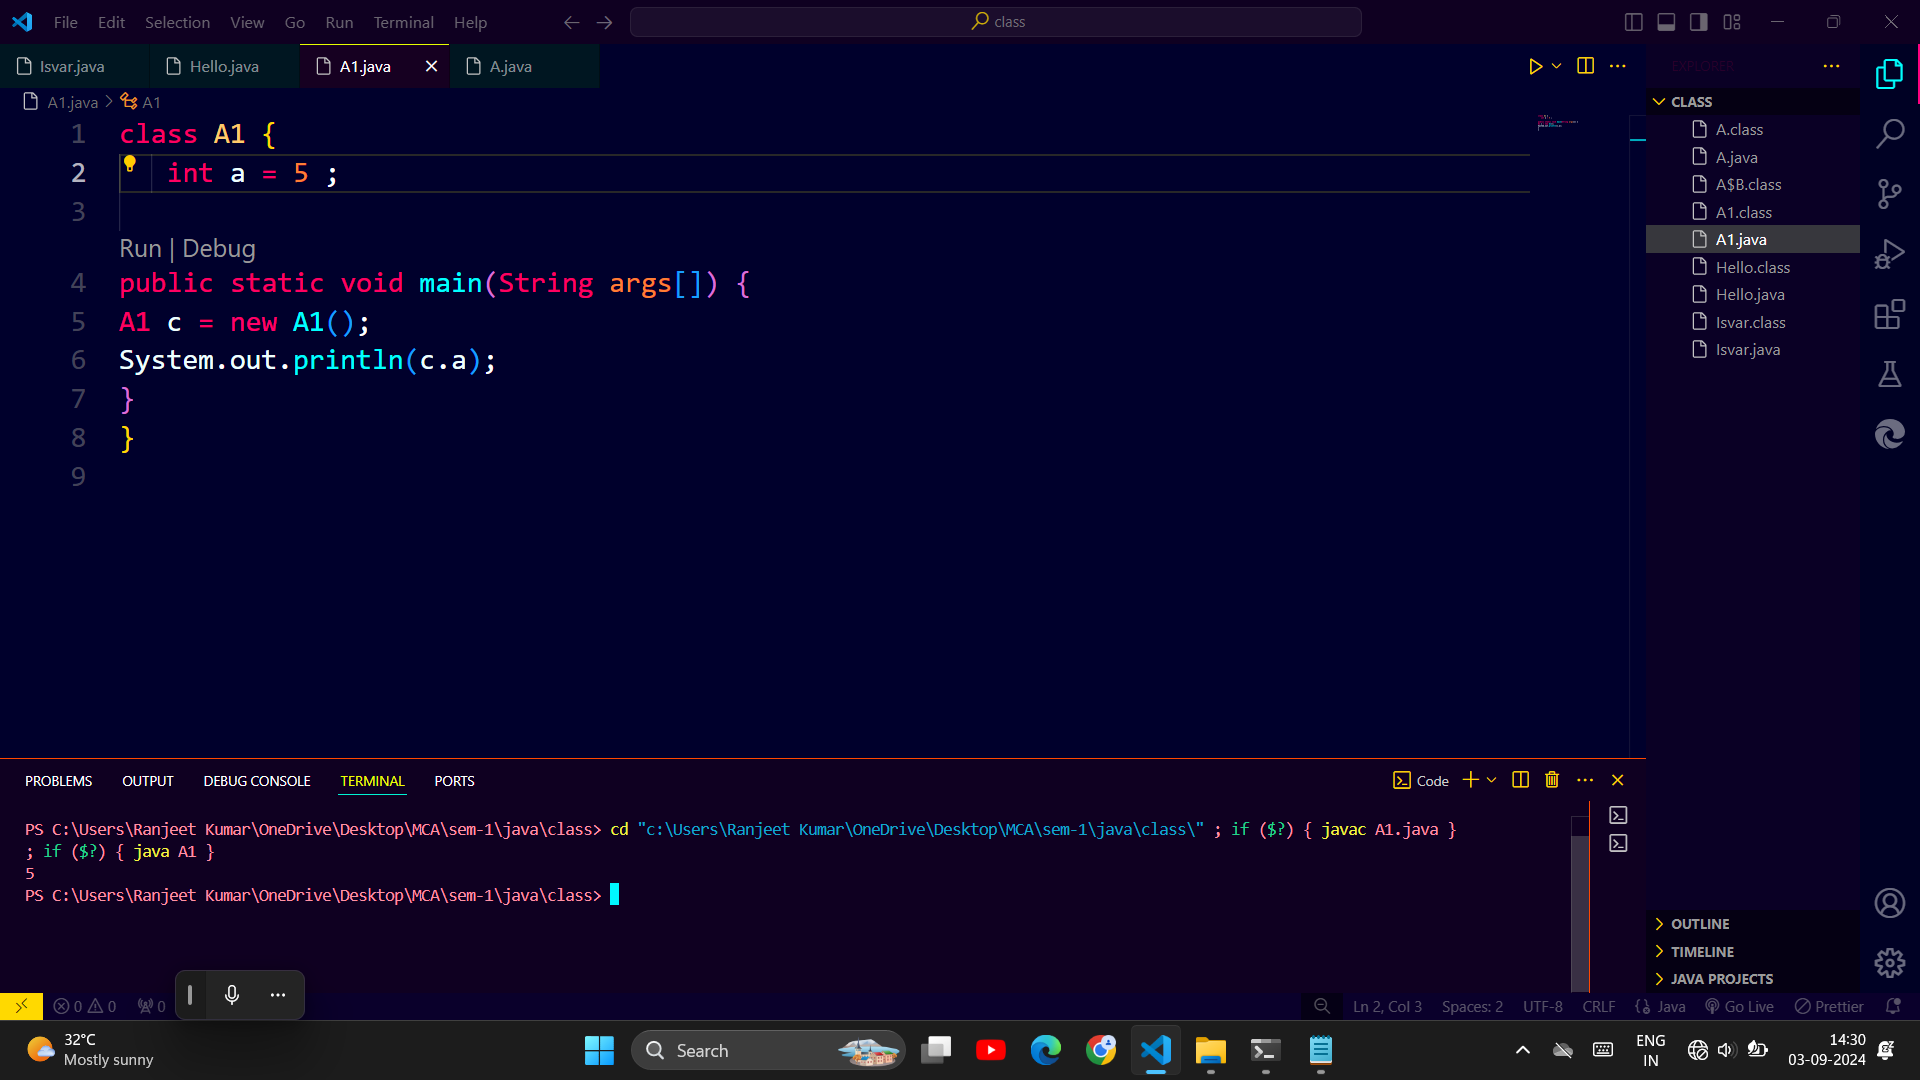 File Edit Selection View Go Run Terminal Help
class
Isvar.java Hello.java A1.java A.java
EXPLORER
A1.java > A1
CLASS
A.class
A.java
A$B.class
A1.class
A1.java
Hello.class
Hello.java
Isvar.class
Isvar.java
1 class A1 {
2 int a = 5 ;
3
Run | Debug
4 public static void main(String args[]) {
5 A1 c = new A1();
6 System.out.println(c.a);
7 }
8 }
9
PROBLEMS OUTPUT DEBUG CONSOLE TERMINAL PORTS
Code
PS C:\Users\Ranjeet Kumar\OneDrive\Desktop\MCA\sem-1\java\class> cd "c:\Users\Ranjeet Kumar\OneDrive\Desktop\MCA\sem-1\java\class\" ; if ($?) { javac A1.java }
; if ($?) { java A1 }
5
PS C:\Users\Ranjeet Kumar\OneDrive\Desktop\MCA\sem-1\java\class>
OUTLINE
TIMELINE
JAVA PROJECTS
0 0 0
Ln 2, Col 3 Spaces: 2 UTF-8 CRLF Java Go Live Prettier
32°C
Mostly sunny
Search
ENG
IN
14:30
03-09-2024